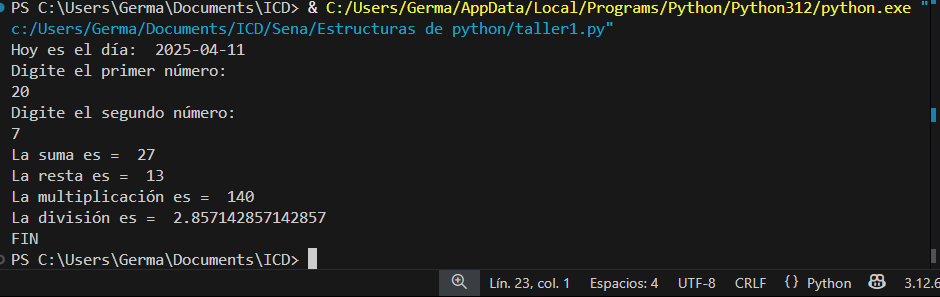 PS C:\Users\Germa\Documents\ICD> & C:/Users/Germa/AppData/Local/Programs/Python/Python312/python.exe "
c:/Users/Germa/Documents/ICD/Sena/Estructuras de python/taller1.py"
Hoy es el día:  2025-04-11
Digite el primer número:
20
Digite el segundo número:
7
La suma es =  27
La resta es =  13
La multiplicación es =  140
La división es =  2.857142857142857
FIN
PS C:\Users\Germa\Documents\ICD>
Lín. 23, col. 1 Espacios: 4 UTF-8 CRLF {} Python 3.12.6